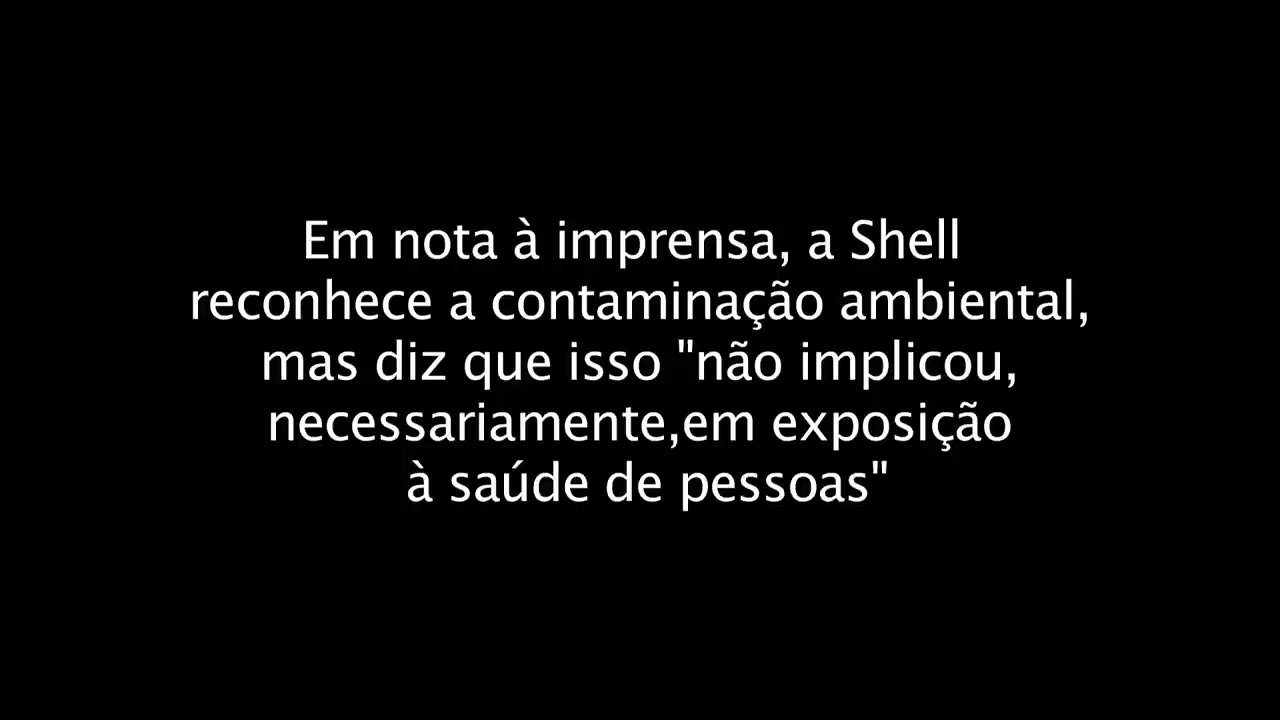 Em nota à imprensa, a Shell
reconhece a contaminação ambiental,
mas diz que isso "não implicou,
necessariamente,em exposição
à saúde de pessoas"